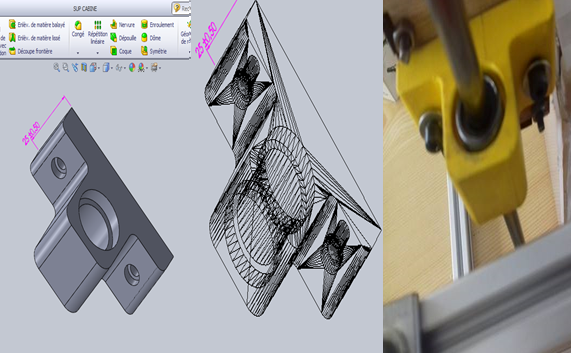 SUP CABINE
Enlèv. de matière balayé
Enlèv. de matière lissé
Découpe frontière
Congé
Répétition
linéaire
Nervure
Dépouille
Coque
Enroulement
Dôme
Symétrie
25 ±0,50
25 ±0,50